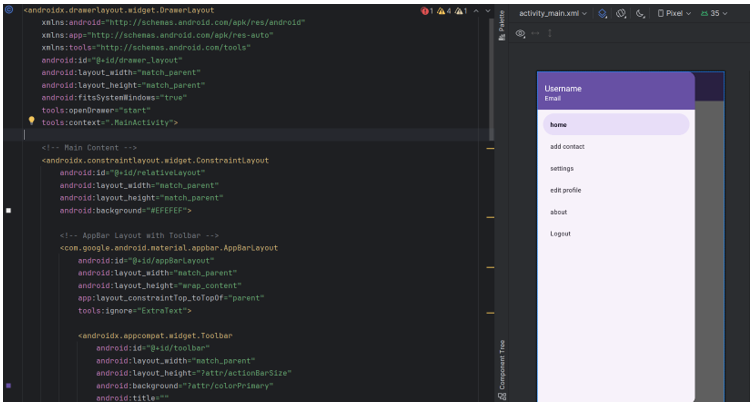 <androidx.drawerlayout.widget.DrawerLayout
xmlns:android="http://schemas.android.com/apk/res/android"
xmlns:app="http://schemas.android.com/apk/res-auto"
xmlns:tools="http://schemas.android.com/tools"
android:id="@+id/drawer_layout"
android:layout_width="match_parent"
android:layout_height="match_parent"
android:fitsSystemWindows="true"
tools:openDrawer="start"
tools:context=".MainActivity">
<!-- Main Content -->
<androidx.constraintlayout.widget.ConstraintLayout
android:id="@+id/relativeLayout"
android:layout_width="match_parent"
android:layout_height="match_parent"
android:background="#EFEFEF">
<!-- AppBar Layout with Toolbar -->
<com.google.android.material.appbar.AppBarLayout
android:id="@+id/appBarLayout"
android:layout_width="match_parent"
android:layout_height="wrap_content"
app:layout_constraintTop_toTopOf="parent"
tools:ignore="ExtraText">
<androidx.appcompat.widget.Toolbar
android:id="@+id/toolbar"
android:layout_width="match_parent"
android:layout_height="?attr/actionBarSize"
android:background="?attr/colorPrimary"
android:title=""
1 4 1
Palette
Component Tree
activity_main.xml
Pixel
35
Username
Email
home
add contact
settings
edit profile
about
Logout